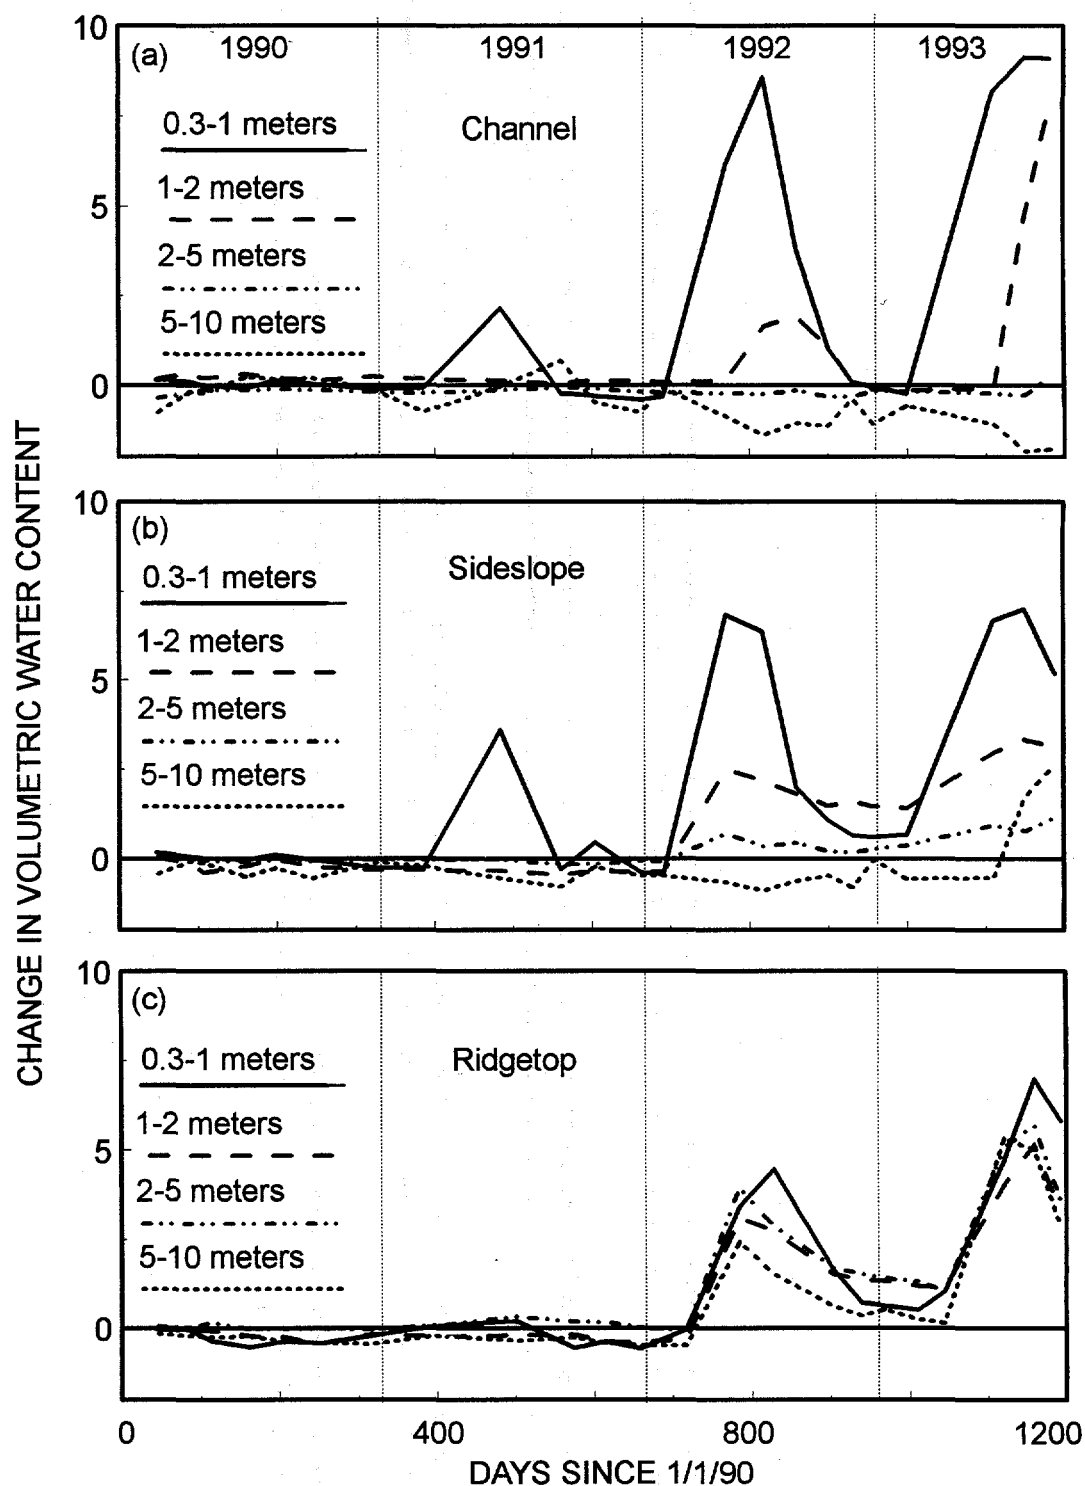 10
(a)
1990
1991
1992
1993
0.3-1 meters
Channel
1-2 meters
5
2-5 meters
5-10 meters
0
CHANGE IN VOLUMETRIC WATER CONTENT
10
(b)
0.3-1 meters
Sideslope
1-2 meters
5
2-5 meters
5-10 meters
0
10
(c)
0.3-1 meters
Ridgetop
1-2 meters
5
2-5 meters
5-10 meters
0
0 400 800 1200
DAYS SINCE 1/1/90